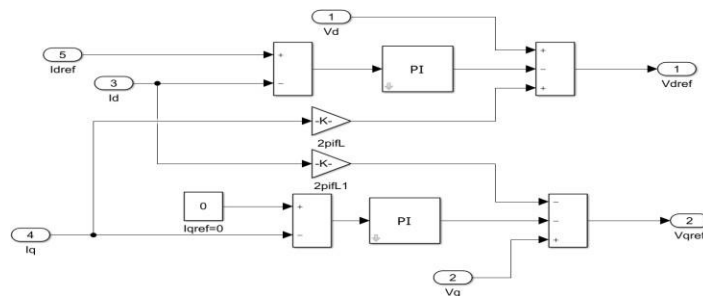 1
Vd
5
Idref
+
−
PI
+
−
+
1
Vdref
3
Id
-K-
2pifL
-K-
2pifL1
0
Iqref=0
+
−
PI
−
−
+
2
Vqref
4
Iq
2
Vq